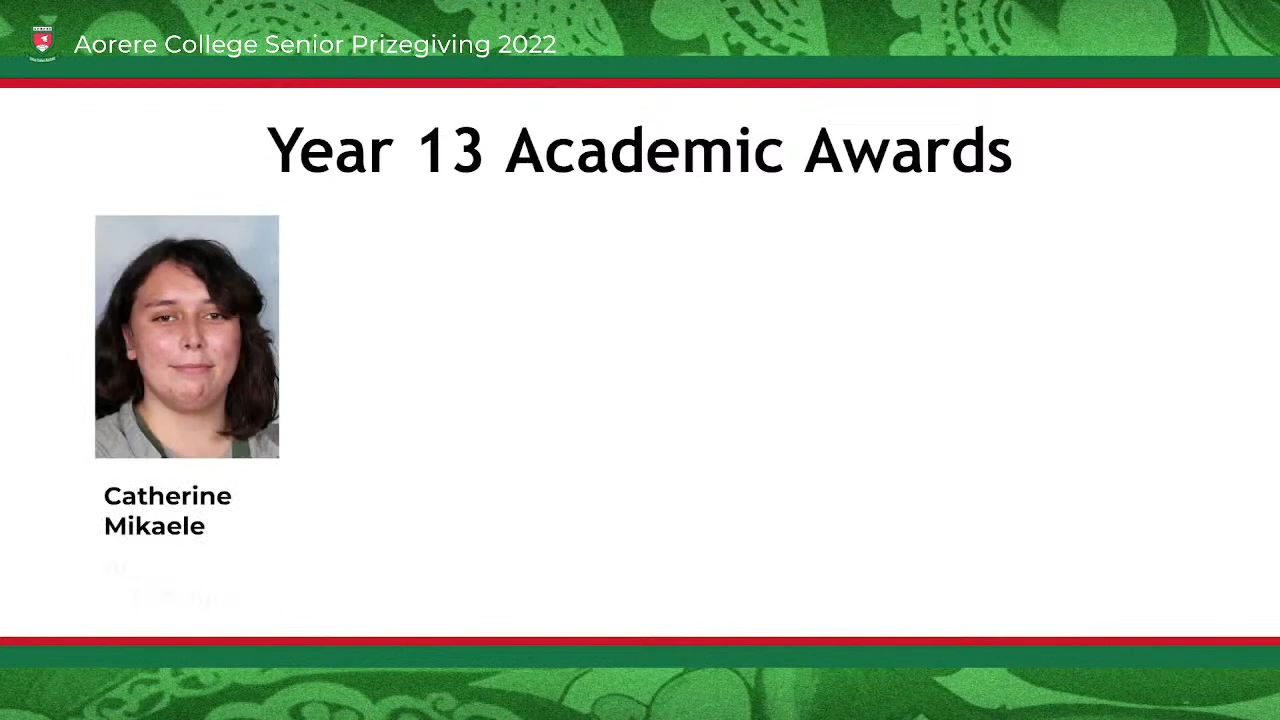 Aorere College Senior Prizegiving 2022
Year 13 Academic Awards
Catherine
Mikaele